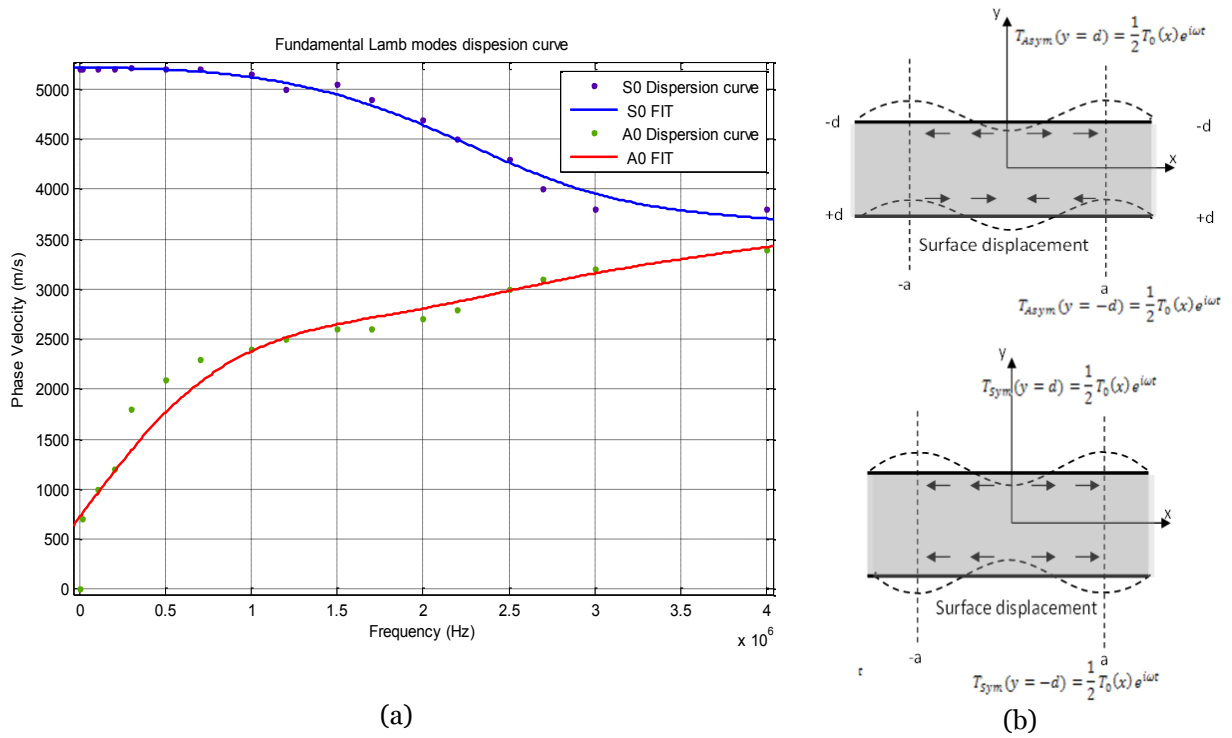 (a)
Fundamental Lamb modes dispesion curve
S0 Dispersion curve
S0 FIT
A0 Dispersion curve
A0 FIT
Phase Velocity (m/s)
5000
4500
4000
3500
3000
2500
2000
1500
1000
500
0
0 0.5 1 1.5 2 2.5 3 3.5 4
Frequency (Hz)
x 10^6
(a)
(b)
y
T_Asym(y = d) = 1/2 T_0(x) e^{iωt}
-d -d
x
+d +d
Surface displacement
-a a
T_Asym(y = -d) = 1/2 T_0(x) e^{iωt}
y
T_Sym(y = d) = 1/2 T_0(x) e^{iωt}
x
Surface displacement
-a a
t
T_Sym(y = -d) = 1/2 T_0(x) e^{iωt}
(b)